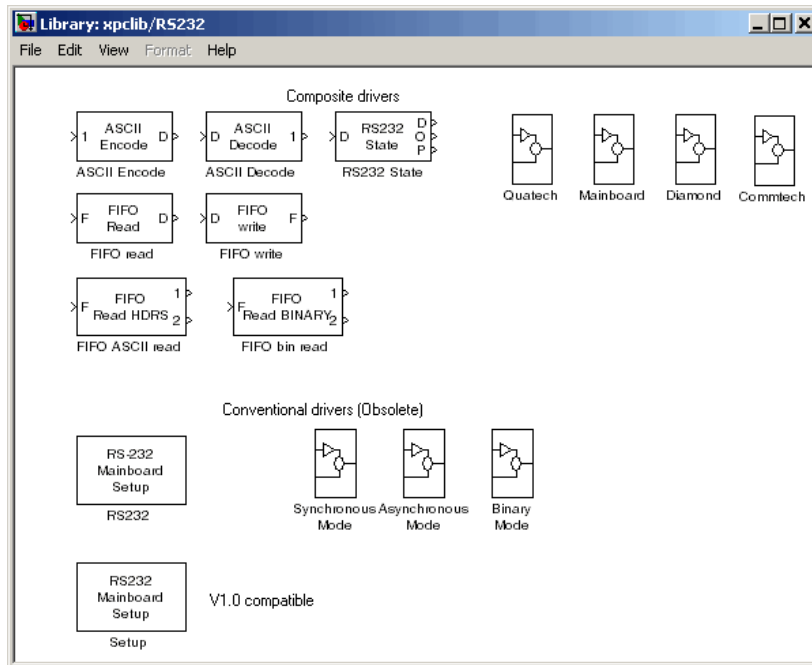 Library: xpclib/RS232
File Edit View Format Help
Composite drivers
1 ASCII Encode D
ASCII Encode
D ASCII Decode 1
ASCII Decode
D RS232 State D O P
RS232 State
Quatech
Mainboard
Diamond
Commtech
F FIFO Read D
FIFO read
D FIFO write F
FIFO write
F FIFO Read HDRS 1 2
FIFO ASCII read
F FIFO Read BINARY 1 2
FIFO bin read
Conventional drivers (Obsolete)
RS-232
Mainboard
Setup
RS232
Synchronous
Mode
Asynchronous
Mode
Binary
Mode
RS232
Mainboard
Setup
Setup
V1.0 compatible